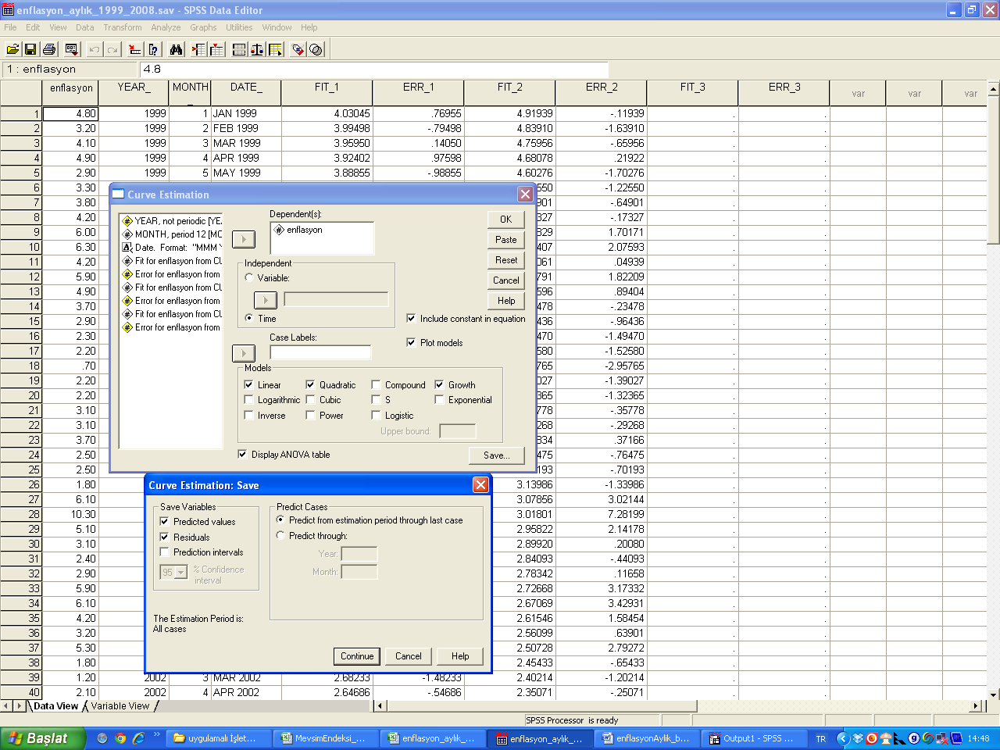 enflasyon_aylık_1999_2008.sav - SPSS Data Editor
File Edit View Data Transform Analyze Graphs Utilities Window Help
1 : enflasyon 4.8
enflasyon YEAR_ MONTH_ DATE_ FIT_1 ERR_1 FIT_2 ERR_2 FIT_3 ERR_3 var var var
1 4.80 1999 1 JAN 1999 4.03045 .76955 4.91939 -.11939 . .
2 3.20 1999 2 FEB 1999 3.99498 -.79498 4.83910 -1.63910 . .
3 4.10 1999 3 MAR 1999 3.95950 .14050 4.75956 -.65956 . .
4 4.90 1999 4 APR 1999 3.92402 .97598 4.68078 .21922 . .
5 2.90 1999 5 MAY 1999 3.88855 -.98855 4.60276 -1.70276 . .
6 3.30 550 -1.22550 . .
7 3.80 901 -.64901 . .
8 4.20 327 -.17327 . .
9 6.00 829 1.70171 . .
10 6.30 407 2.07593 . .
11 4.20 061 .04939 . .
12 5.90 791 1.82209 . .
13 4.90 596 .89404 . .
14 3.70 478 -.23478 . .
15 2.90 436 -.96436 . .
16 2.30 470 -1.49470 . .
17 2.20 580 -1.52580 . .
18 .70 765 -2.95765 . .
19 2.20 027 -1.39027 . .
20 2.20 365 -1.32365 . .
21 3.10 778 -.35778 . .
22 3.10 268 -.29268 . .
23 3.70 834 .37166 . .
24 2.50 475 -.76475 . .
25 2.50 193 -.70193 . .
26 1.80 3.13986 -1.33986 . .
27 6.10 3.07856 3.02144 . .
28 10.30 3.01801 7.28199 . .
29 5.10 2.95822 2.14178 . .
30 3.10 2.89920 .20080 . .
31 2.40 2.84093 -.44093 . .
32 2.90 2.78342 .11658 . .
33 5.90 2.72668 3.17332 . .
34 6.10 2.67069 3.42931 . .
35 4.20 2.61546 1.58454 . .
36 3.20 2.56099 .63901 . .
37 5.30 2.50728 2.79272 . .
38 1.80 2.45433 -.65433 . .
39 1.20 2002 3 MAR 2002 2.68233 -1.48233 2.40214 -1.20214 . .
40 2.10 2002 4 APR 2002 2.64686 -.54686 2.35071 -.25071 . .
Curve Estimation
YEAR, not periodic [YE
MONTH, period 12 [MC
Date. Format: "MMM
Fit for enflasyon from CU
Error for enflasyon from
Fit for enflasyon from CU
Error for enflasyon from
Fit for enflasyon from CU
Error for enflasyon from
Dependent(s):
enflasyon
Independent
Variable:
Time
Case Labels:
OK
Paste
Reset
Cancel
Help
Include constant in equation
Plot models
Models
Linear Quadratic Compound Growth
Logarithmic Cubic S Exponential
Inverse Power Logistic
Upper bound:
Display ANOVA table
Save...
Curve Estimation: Save
Save Variables
Predicted values
Residuals
Prediction intervals
95 % Confidence
interval
The Estimation Period is:
All cases
Predict Cases
Predict from estimation period through last case
Predict through:
Year:
Month:
Continue Cancel Help
Data View Variable View
SPSS Processor is ready
Başlat uygulamalı İşlet... MevsimEndeksi_... enflasyon_aylık_... enflasyon_aylık_... enflasyonAylik_b... Output1 - SPSS ... TR 14:48